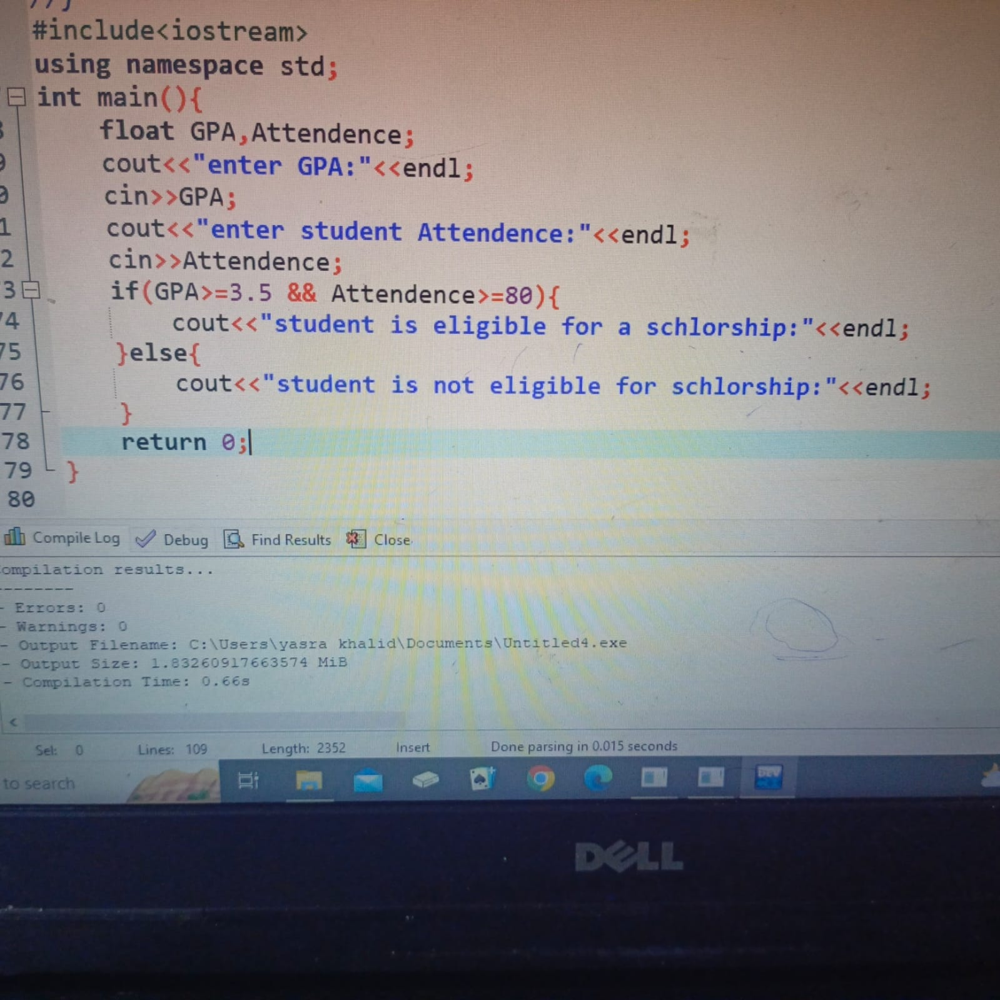 //}
#include<iostream>
using namespace std;
int main(){
float GPA,Attendence;
cout<<"enter GPA:"<<endl;
cin>>GPA;
1 cout<<"enter student Attendence:"<<endl;
2 cin>>Attendence;
3 if(GPA>=3.5 && Attendence>=80){
74 cout<<"student is eligible for a schlorship:"<<endl;
75 }else{
76 cout<<"student is not eligible for schlorship:"<<endl;
77 }
78 return 0;
79 }
80
Compile Log Debug Find Results Close
ompilation results...
--------
- Errors: 0
- Warnings: 0
- Output Filename: C:\Users\yasra khalid\Documents\Untitled4.exe
- Output Size: 1.83260917663574 MiB
- Compilation Time: 0.66s
Sel: 0 Lines: 109 Length: 2352 Insert Done parsing in 0.015 seconds
to search DEV
DELL